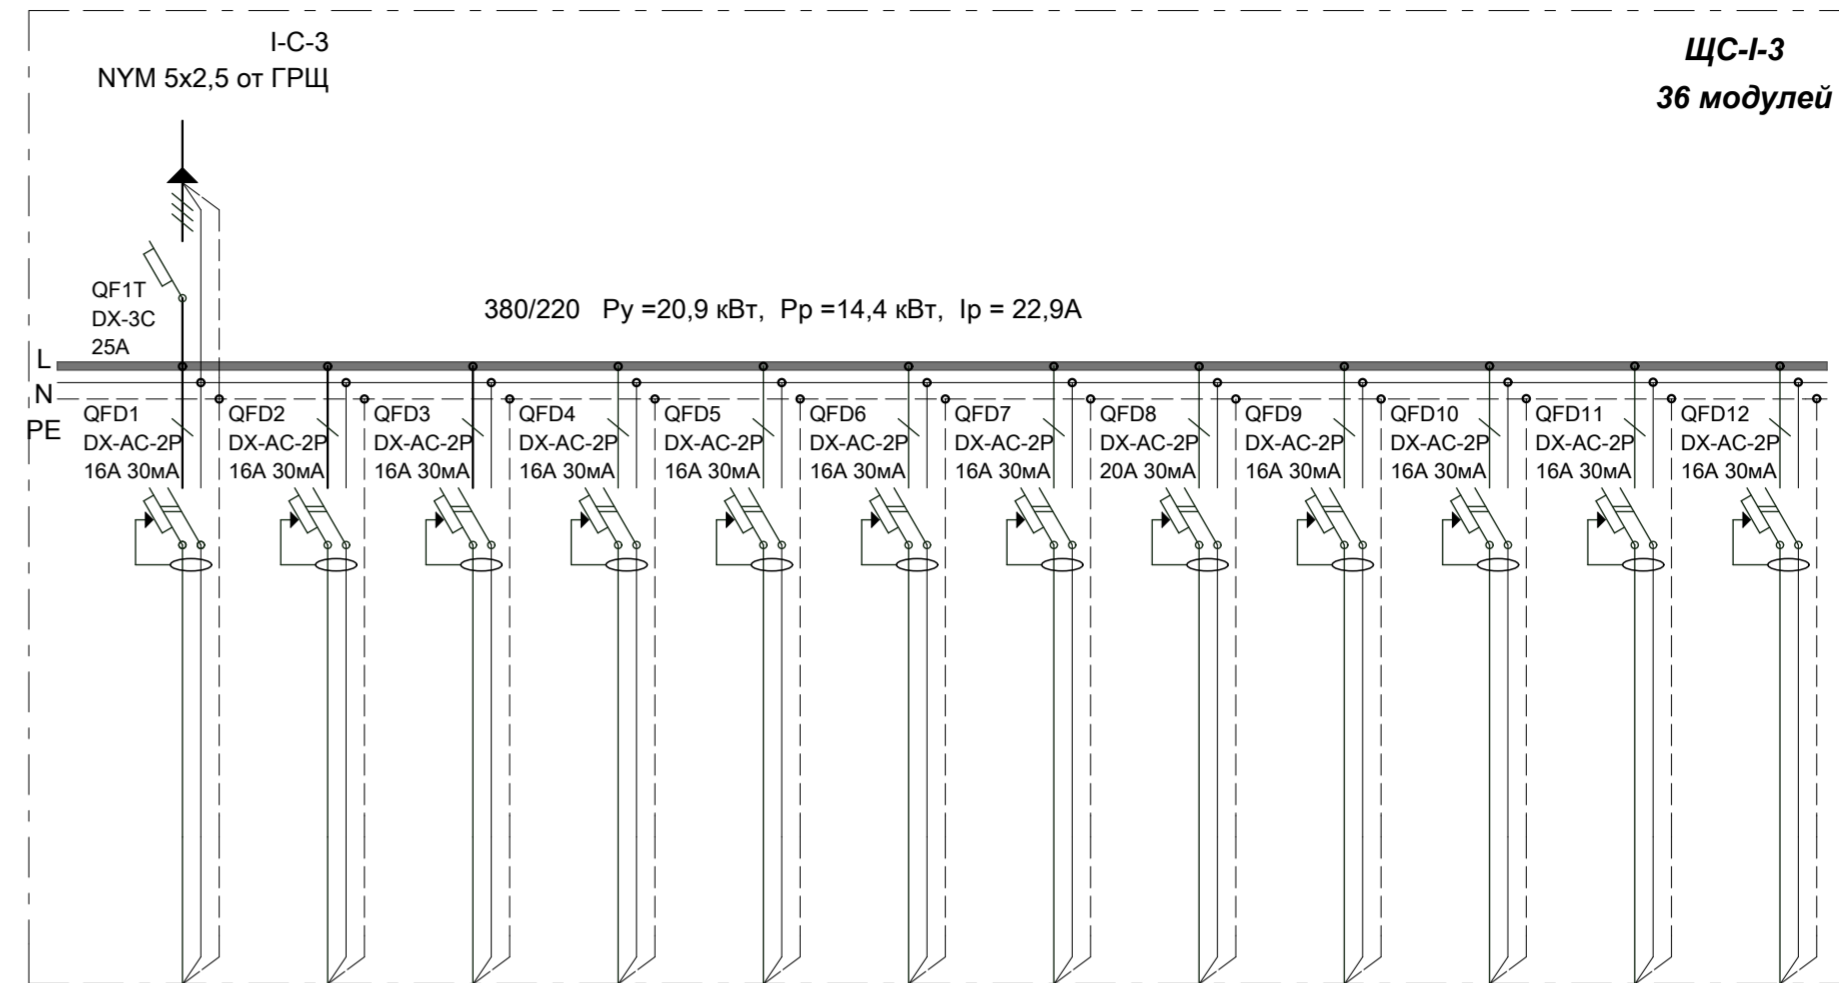 I-C-3
NYM 5x2,5 от ГРЩ
ЩС-I-3
36 модулей
QF1T
DX-3C
25A
380/220 Ру =20,9 кВт, Рр =14,4 кВт, Iр = 22,9А
L
N
PE
QFD1
DX-AC-2P
16A 30мА
QFD2
DX-AC-2P
16A 30мА
QFD3
DX-AC-2P
16A 30мА
QFD4
DX-AC-2P
16A 30мА
QFD5
DX-AC-2P
16A 30мА
QFD6
DX-AC-2P
16A 30мА
QFD7
DX-AC-2P
16A 30мА
QFD8
DX-AC-2P
20A 30мА
QFD9
DX-AC-2P
16A 30мА
QFD10
DX-AC-2P
16A 30мА
QFD11
DX-AC-2P
16A 30мА
QFD12
DX-AC-2P
16A 30мА